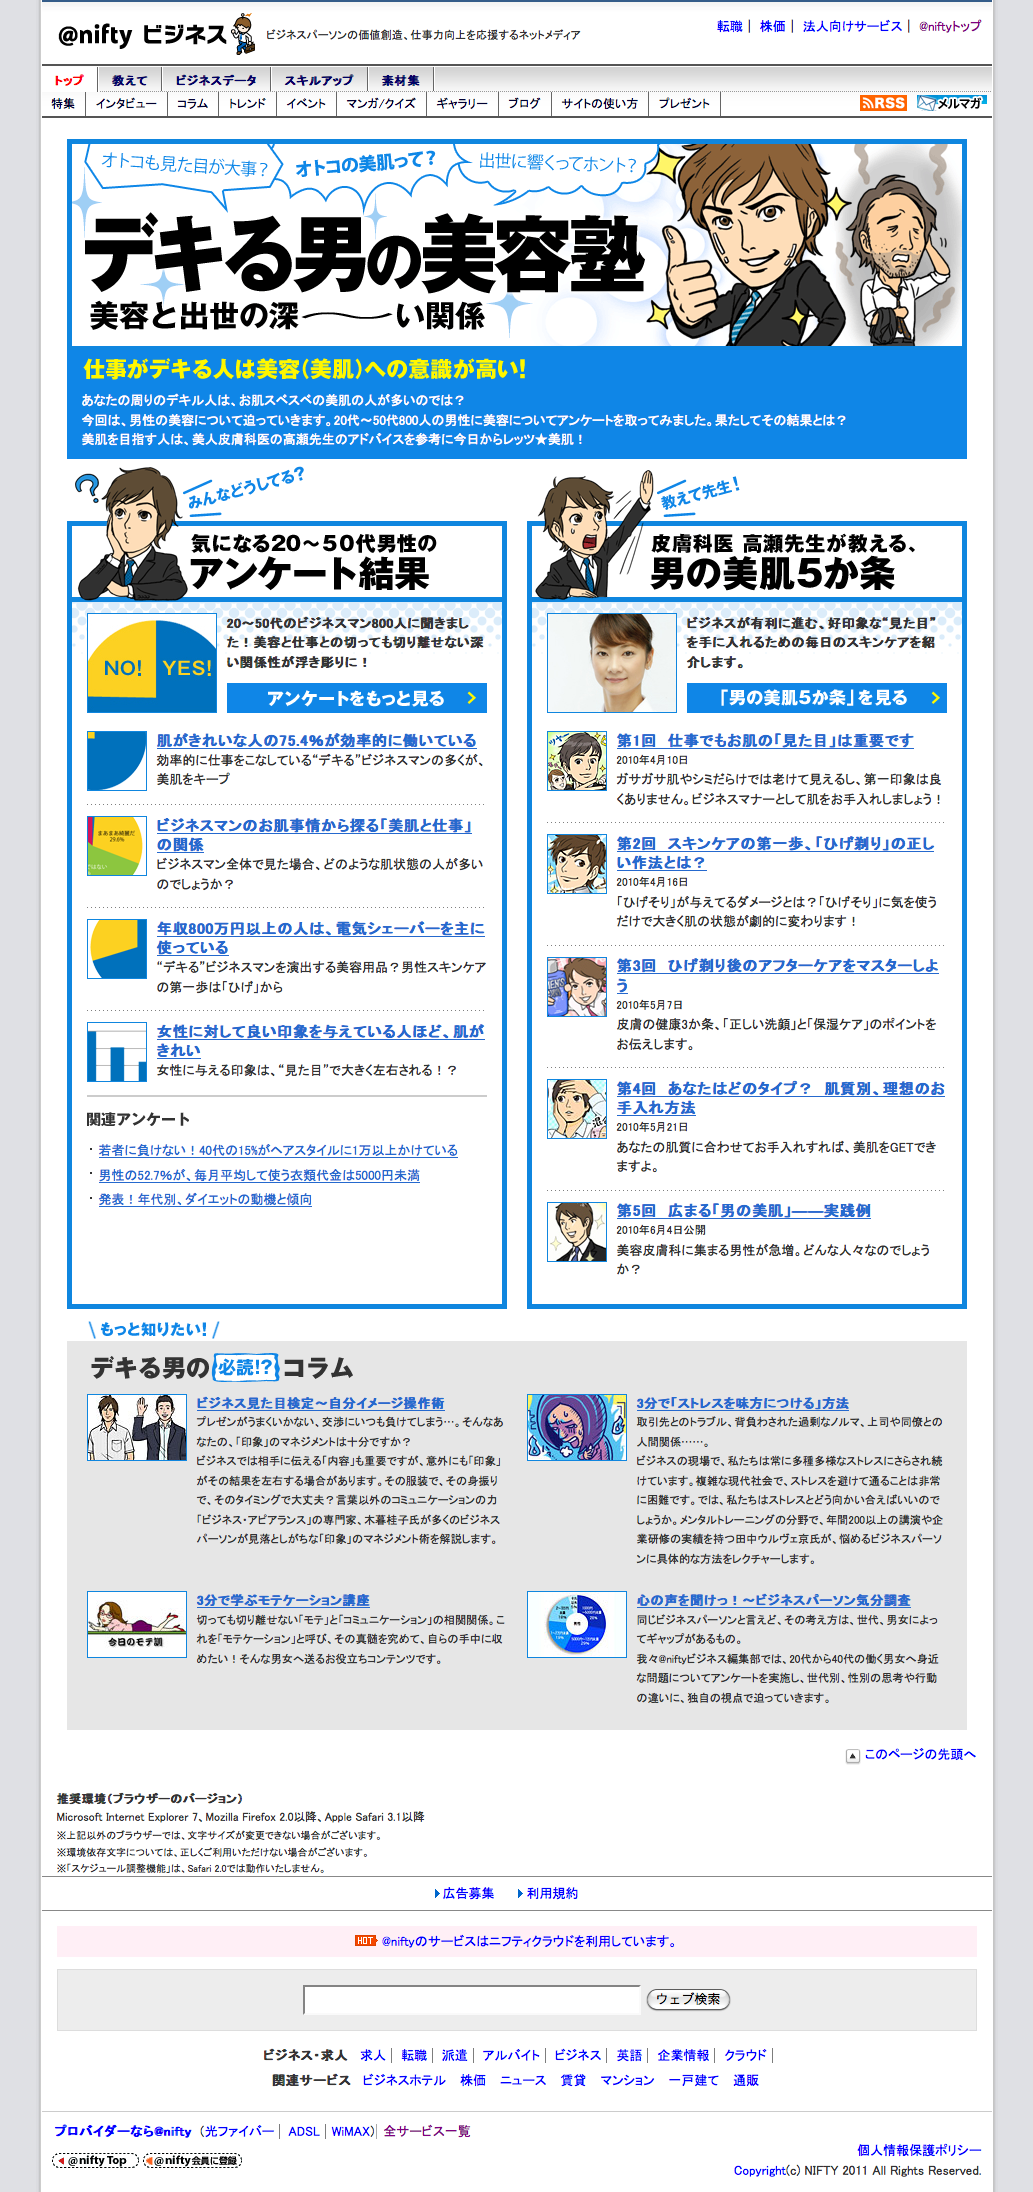 @nifty ビジネス
ビジネスパーソンの価値創造、仕事力向上を応援するネットメディア
転職 | 株価 | 法人向けサービス | @niftyトップ
トップ 教えて ビジネスデータ スキルアップ 素材集
特集 インタビュー コラム トレンド イベント マンガ/クイズ ギャラリー ブログ サイトの使い方 プレゼント RSS メルマガ
オトコも見た目が大事？ オトコの美肌って？ 出世に響くってホント？
デキる男の美容塾
美容と出世の深〜い関係
仕事がデキる人は美容（美肌）への意識が高い！
あなたの周りのデキル人は、お肌スベスベの美肌の人が多いのでは？
今回は、男性の美容について迫っていきます。20代〜50代800人の男性に美容についてアンケートを取ってみました。果たしてその結果とは？
美肌を目指す人は、美人皮膚科医の高瀬先生のアドバイスを参考に今日からレッツ★美肌！
みんなどうしてる？
気になる20〜50代男性の
アンケート結果
NO! YES!
20〜50代のビジネスマン800人に聞きまし
た！美容と仕事との切っても切り離せない深
い関係性が浮き彫りに！
アンケートをもっと見る
肌がきれいな人の75.4%が効率的に働いている
効率的に仕事をこなしている“デキる”ビジネスマンの多くが、
美肌をキープ
まあまあ綺麗だ
29.8%
ではない
ビジネスマンのお肌事情から探る「美肌と仕事」
の関係
ビジネスマン全体で見た場合、どのような肌状態の人が多い
のでしょうか？
年収800万円以上の人は、電気シェーバーを主に
使っている
“デキる”ビジネスマンを演出する美容用品？男性スキンケア
の第一歩は「ひげ」から
女性に対して良い印象を与えている人ほど、肌が
きれい
女性に与える印象は、“見た目”で大きく左右される！？
関連アンケート
・若者に負けない！40代の15%がヘアスタイルに1万以上かけている
・男性の52.7%が、毎月平均して使う衣類代金は5000円未満
・発表！年代別、ダイエットの動機と傾向
教えて先生！
皮膚科医 高瀬先生が教える、
男の美肌5か条
ビジネスが有利に進む、好印象な“見た目”
を手に入れるための毎日のスキンケアを紹
介します。
「男の美肌5か条」を見る
第1回　仕事でもお肌の「見た目」は重要です
2010年4月10日
ガサガサ肌やシミだらけでは老けて見えるし、第一印象は良
くありません。ビジネスマナーとして肌をお手入れしましょう！
第2回　スキンケアの第一歩、「ひげ剃り」の正し
い作法とは？
2010年4月16日
「ひげそり」が与えてるダメージとは？「ひげそり」に気を使う
だけで大きく肌の状態が劇的に変わります！
第3回　ひげ剃り後のアフターケアをマスターしよ
う
2010年5月7日
皮膚の健康3か条、「正しい洗顔」と「保湿ケア」のポイントを
お伝えします。
第4回　あなたはどのタイプ？　肌質別、理想のお
手入れ方法
2010年5月21日
あなたの肌質に合わせてお手入れすれば、美肌をGETでき
ますよ。
第5回　広まる「男の美肌」――実践例
2010年6月4日公開
美容皮膚科に集まる男性が急増。どんな人々なのでしょう
か？
もっと知りたい！
デキる男の必読!?コラム
ビジネス見た目検定〜自分イメージ操作術
プレゼンがうまくいかない、交渉にいつも負けてしまう…。そんなあ
なたの、「印象」のマネジメントは十分ですか？
ビジネスでは相手に伝える「内容」も重要ですが、意外にも「印象」
がその結果を左右する場合があります。その服装で、その身振り
で、そのタイミングで大丈夫？言葉以外のコミュニケーションの力
「ビジネス・アピアランス」の専門家、木暮桂子氏が多くのビジネス
パーソンが見落としがちな「印象」のマネジメント術を解説します。
3分で「ストレスを味方につける」方法
取引先とのトラブル、背負わされた過剰なノルマ、上司や同僚との
人間関係……。
ビジネスの現場で、私たちは常に多種多様なストレスにさらされ続
けています。複雑な現代社会で、ストレスを避けて通ることは非常
に困難です。では、私たちはストレスとどう向かい合えばいいので
しょうか。メンタルトレーニングの分野で、年間200以上の講演や企
業研修の実績を持つ田中ウルヴェ京氏が、悩めるビジネスパーソ
ンに具体的な方法をレクチャーします。
今日のモテ調
3分で学ぶモテケーション講座
切っても切り離せない「モテ」と「コミュニケーション」の相関関係。こ
れを「モテケーション」と呼び、その真髄を究めて、自らの手中に収
めたい！そんな男女へ送るお役立ちコンテンツです。
心の声を聞けっ！〜ビジネスパーソン気分調査
同じビジネスパーソンと言えど、その考え方は、世代、男女によっ
てギャップがあるもの。
我々@niftyビジネス編集部では、20代から40代の働く男女へ身近
な問題についてアンケートを実施し、世代別、性別の思考や行動
の違いに、独自の視点で迫っていきます。
このページの先頭へ
推奨環境（ブラウザーのバージョン）
Microsoft Internet Explorer 7、Mozilla Firefox 2.0以降、Apple Safari 3.1以降
※上記以外のブラウザーでは、文字サイズが変更できない場合がございます。
※環境依存文字については、正しくご利用いただけない場合がございます。
※「スケジュール調整機能」は、Safari 2.0では動作いたしません。
広告募集 利用規約
HOT @niftyのサービスはニフティクラウドを利用しています。
ウェブ検索
ビジネス・求人 求人 | 転職 | 派遣 | アルバイト | ビジネス | 英語 | 企業情報 | クラウド |
関連サービス ビジネスホテル 株価 ニュース 賃貸 マンション 一戸建て 通販
プロバイダーなら@nifty （光ファイバー | ADSL | WiMAX）| 全サービス一覧
@nifty Top @nifty会員に登録
個人情報保護ポリシー
Copyright(c) NIFTY 2011 All Rights Reserved.